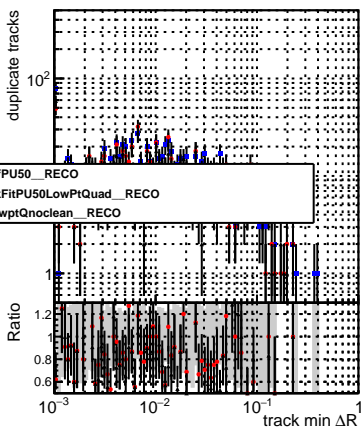 duplicate tracks
10²
PU50__RECO
FitPU50LowPtQuad__RECO
wptQnoclean__RECO
1
Ratio
1.2
1
0.8
0.6
10⁻³
10⁻²
10⁻¹
1
track min ΔR